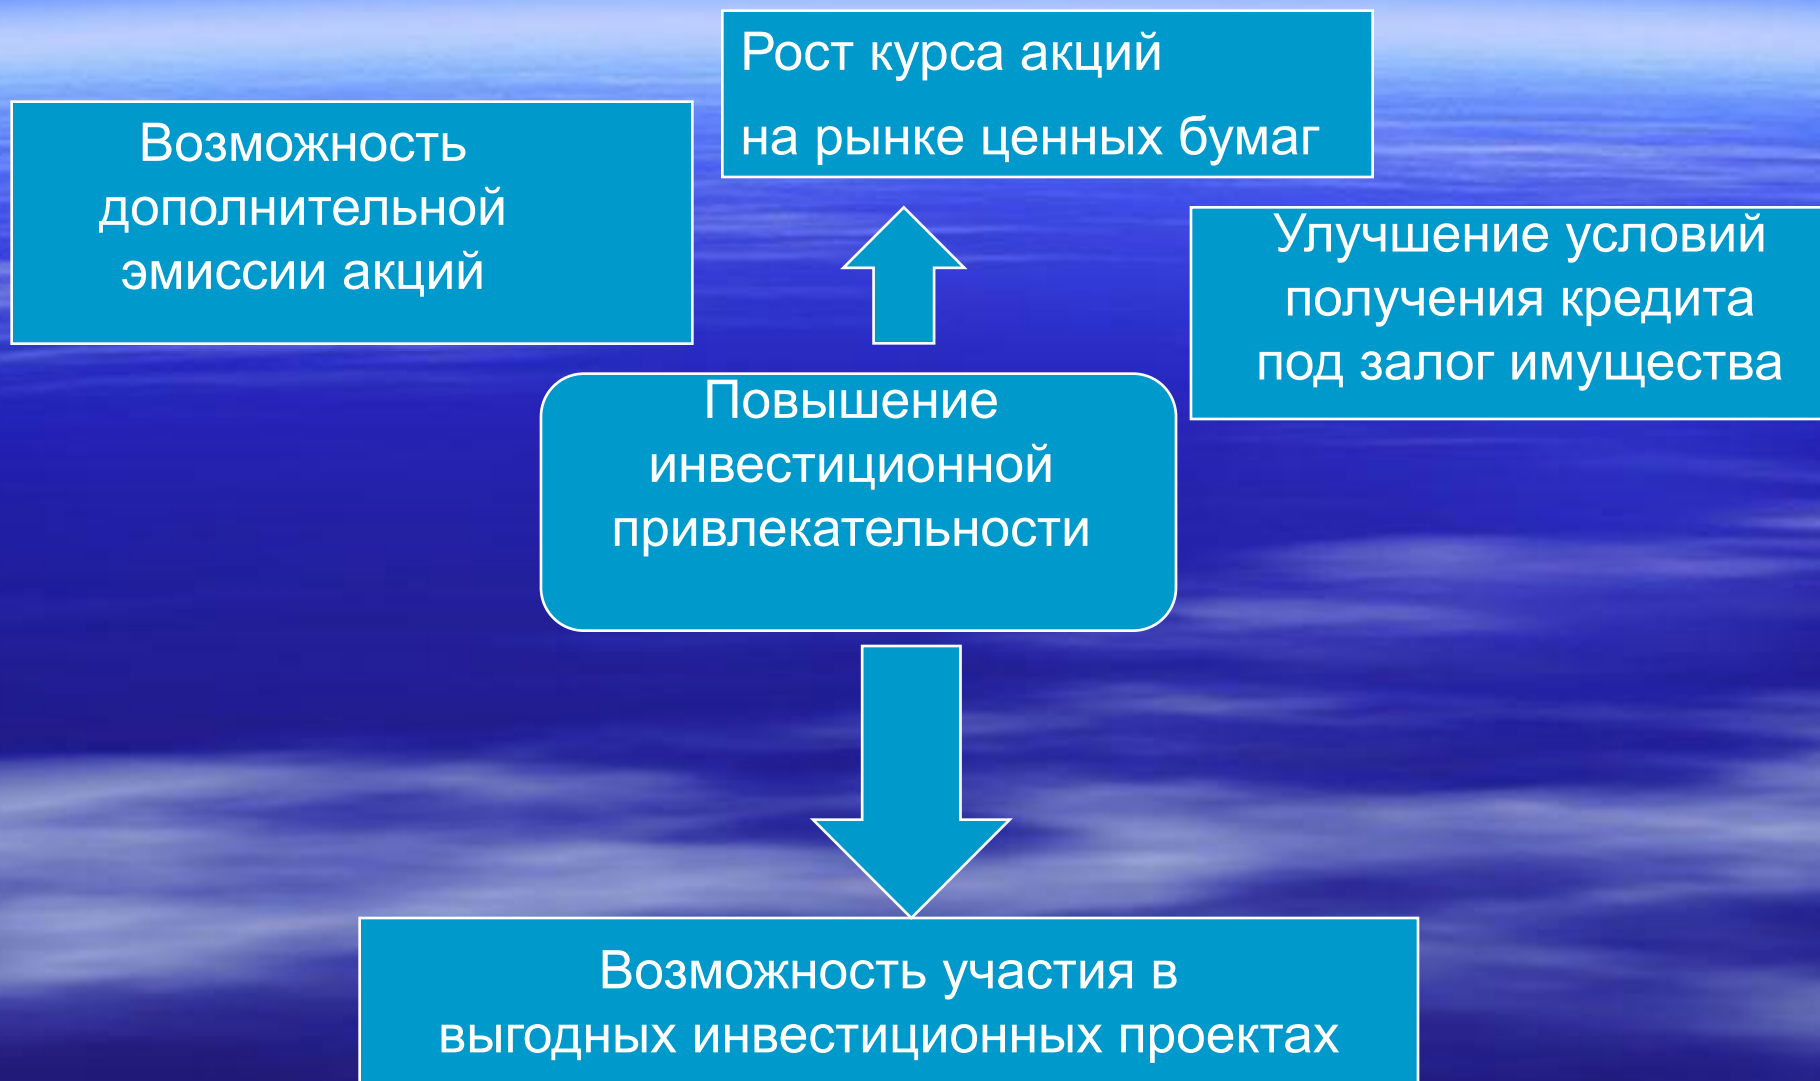 Рост курса акций
на рынке ценных бумаг
Возможность
дополнительной
эмиссии акций
Улучшение условий
получения кредита
под залог имущества
Повышение
инвестиционной
привлекательности
Возможность участия в
выгодных инвестиционных проектах